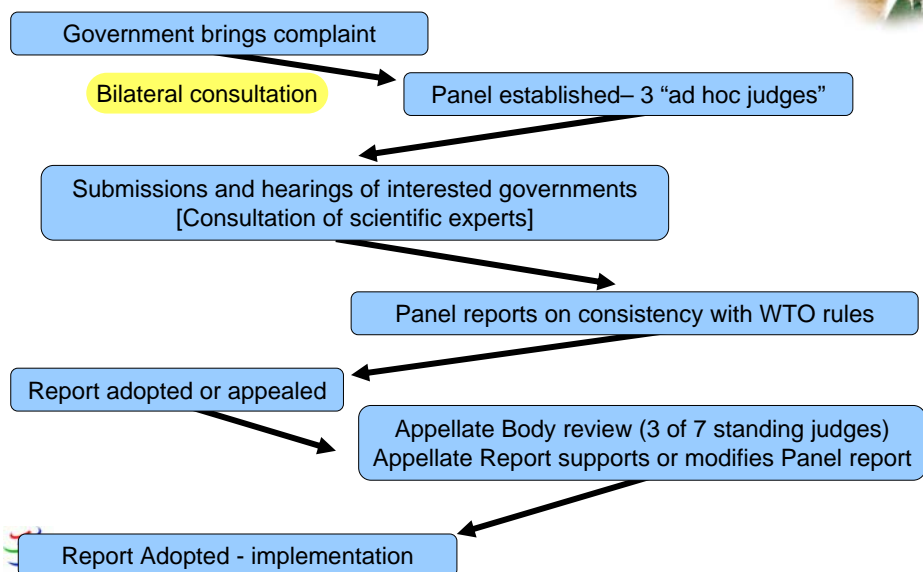 Government brings complaint
Bilateral consultation
Panel established– 3 “ad hoc judges”
Submissions and hearings of interested governments
[Consultation of scientific experts]
Panel reports on consistency with WTO rules
Report adopted or appealed
Appellate Body review (3 of 7 standing judges)
Appellate Report supports or modifies Panel report
Report Adopted - implementation